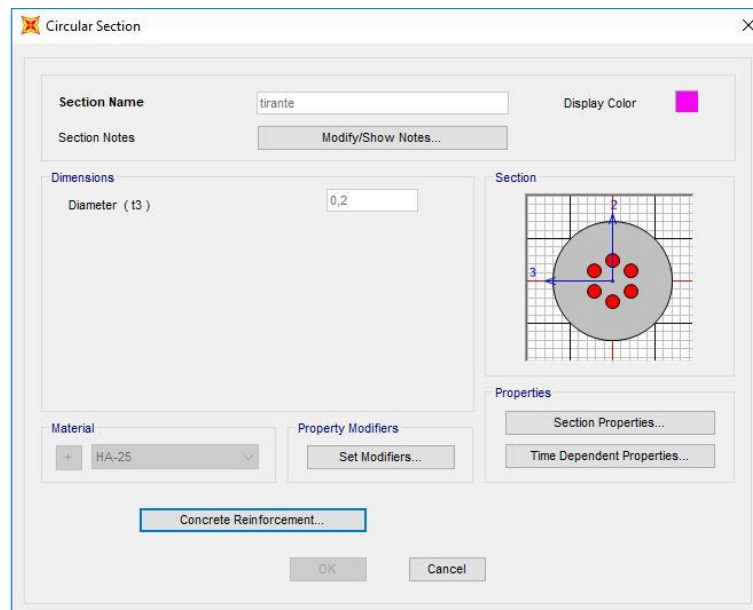 Circular Section
Section Name tirante Display Color
Section Notes Modify/Show Notes...
Dimensions
Diameter ( t3 ) 0,2
Section
2
3
Properties
Section Properties...
Time Dependent Properties...
Material
+ HA-25
Property Modifiers
Set Modifiers...
Concrete Reinforcement...
OK Cancel